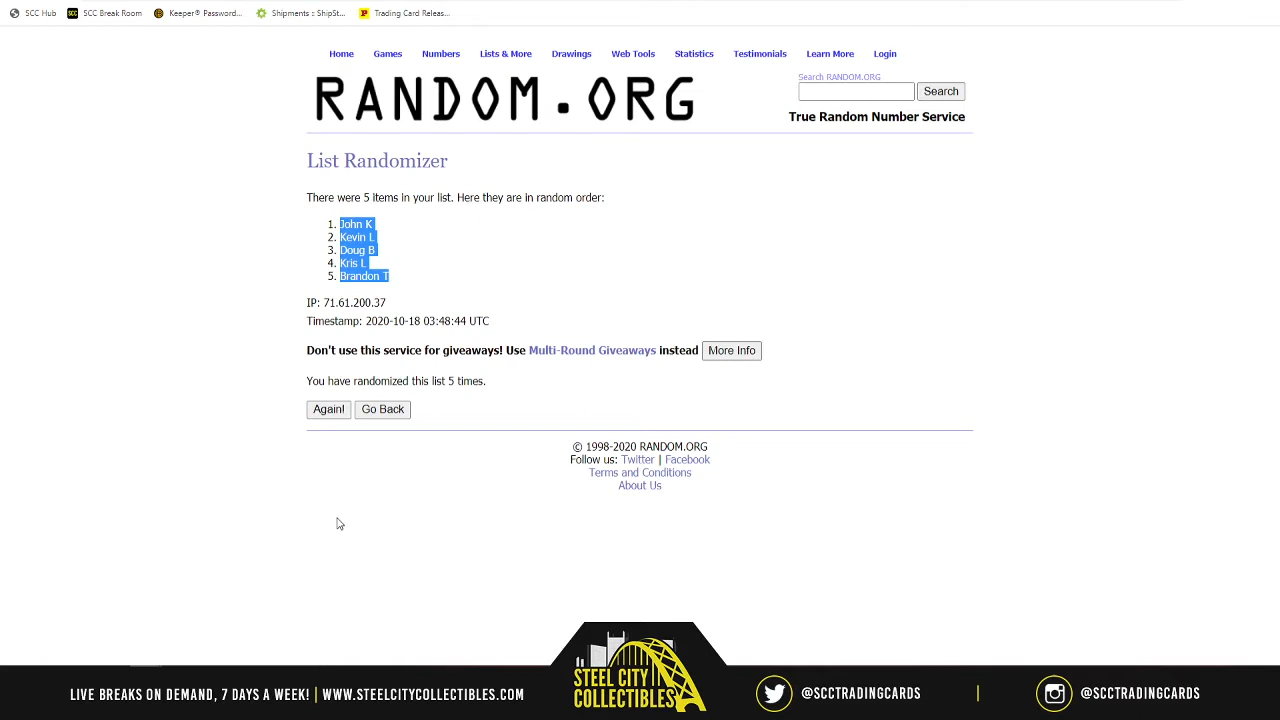 SCC Hub SCC Break Room Keeper® Password... Shipments :: ShipSt... Trading Card Releas...
Home Games Numbers Lists & More Drawings Web Tools Statistics Testimonials Learn More Login
RANDOM.ORG
Search RANDOM.ORG
Search
True Random Number Service
List Randomizer
There were 5 items in your list. Here they are in random order:
1. John K
2. Kevin L
3. Doug B
4. Kris L
5. Brandon T
IP: 71.61.200.37
Timestamp: 2020-10-18 03:48:44 UTC
Don't use this service for giveaways! Use Multi-Round Giveaways instead More Info
You have randomized this list 5 times.
Again! Go Back
© 1998-2020 RANDOM.ORG
Follow us: Twitter | Facebook
Terms and Conditions
About Us
LIVE BREAKS ON DEMAND, 7 DAYS A WEEK! | WWW.STEELCITYCOLLECTIBLES.COM
STEEL CITY
COLLECTIBLES
@SCCTRADINGCARDS | @SCCTRADINGCARDS